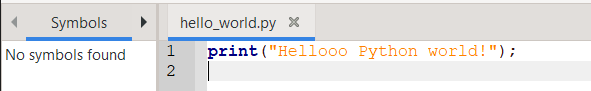 Symbols
hello_world.py
No symbols found
1 print("Hellooo Python world!");
2